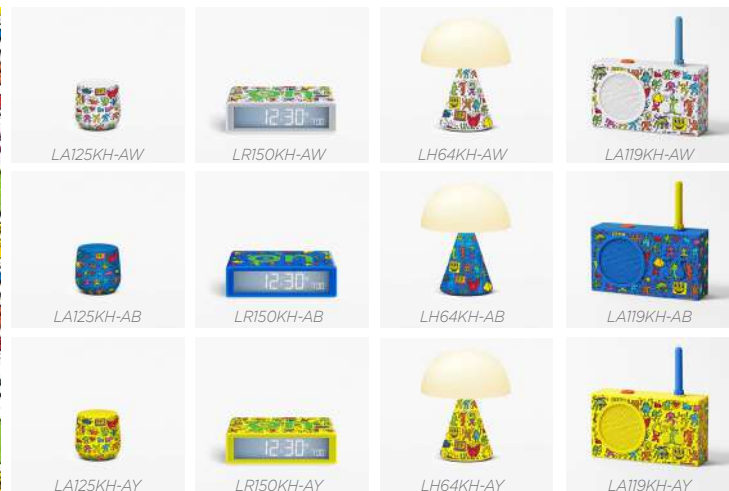 LA125KH-AW
LR150KH-AW
LH64KH-AW
LA119KH-AW
12:30
LA125KH-AB
LR150KH-AB
LH64KH-AB
LA119KH-AB
12:30
LA125KH-AY
LR150KH-AY
LH64KH-AY
LA119KH-AY
12:30